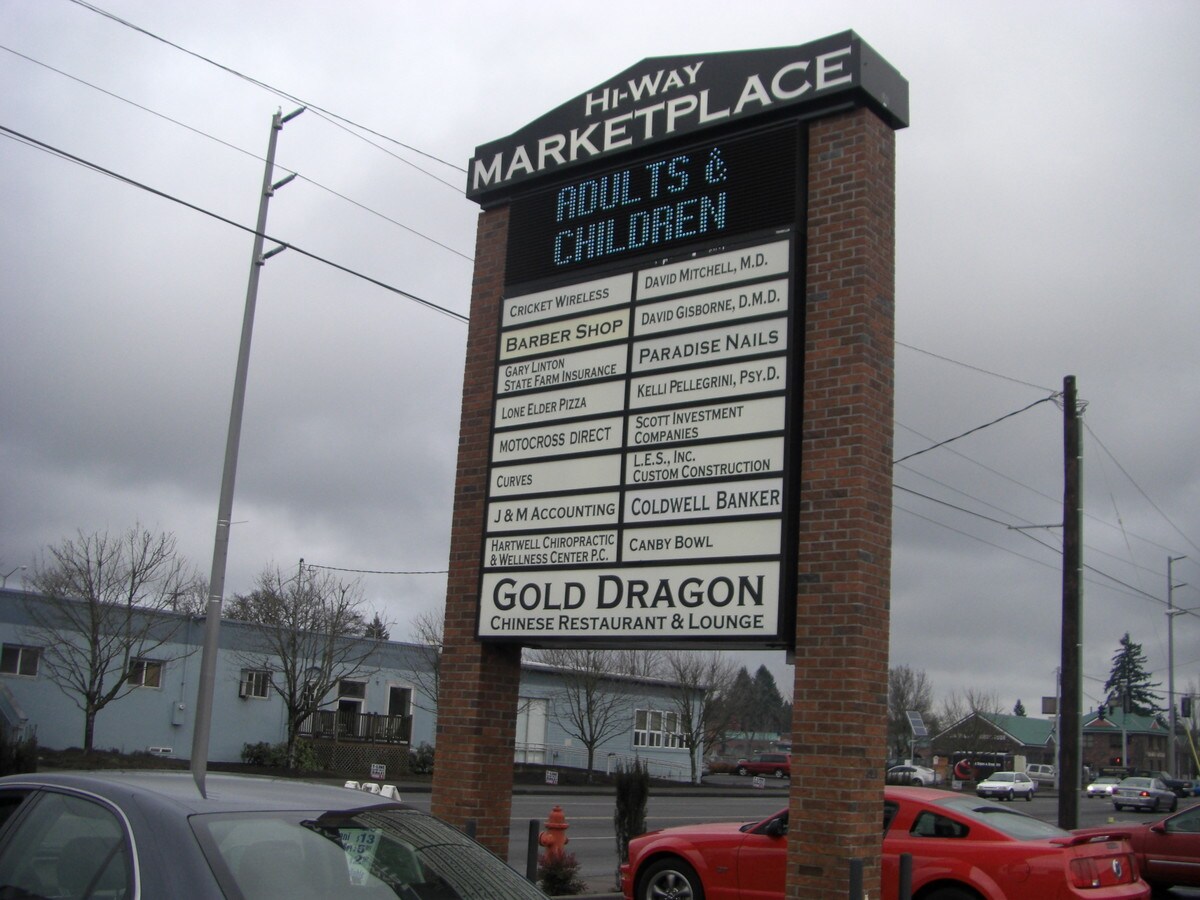 HI-WAY
MARKETPLACE
ADULTS &
CHILDREN
CRICKET WIRELESS
BARBER SHOP
GARY LINTON
STATE FARM INSURANCE
LONE ELDER PIZZA
MOTOCROSS DIRECT
CURVES
J & M ACCOUNTING
HARTWELL CHIROPRACTIC
& WELLNESS CENTER P.C.
DAVID MITCHELL, M.D.
DAVID GISBORNE, D.M.D.
PARADISE NAILS
KELLI PELLEGRINI, PSY.D.
SCOTT INVESTMENT
COMPANIES
L.E.S., INC.
CUSTOM CONSTRUCTION
COLDWELL BANKER
CANBY BOWL
GOLD DRAGON
CHINESE RESTAURANT & LOUNGE